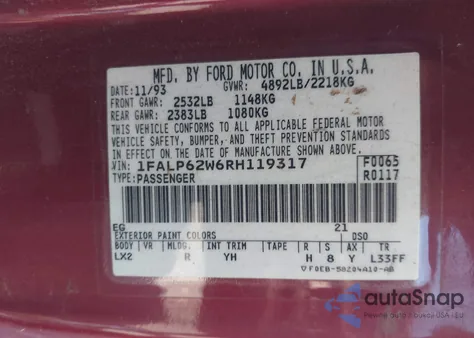 MFD. BY FORD MOTOR CO. IN U.S.A.
DATE: 11/93 GVWR: 4892LB/2218KG
FRONT GAWR: 2532LB 1148KG
REAR GAWR: 2383LB 1080KG
THIS VEHICLE CONFORMS TO ALL APPLICABLE FEDERAL MOTOR
VEHICLE SAFETY, BUMPER, AND THEFT PREVENTION STANDARDS
IN EFFECT ON THE DATE OF MANUFACTURE SHOWN ABOVE.
VIN: 1FALP62W6RH119317 F0065
TYPE: PASSENGER R0117
EG 21
EXTERIOR PAINT COLORS DSO
BODY VR MLDG. INT TRIM TAPE R S AX TR
LX2 R YH H 8 Y L33FF
F0EB-58204A10-AB
autoSnap